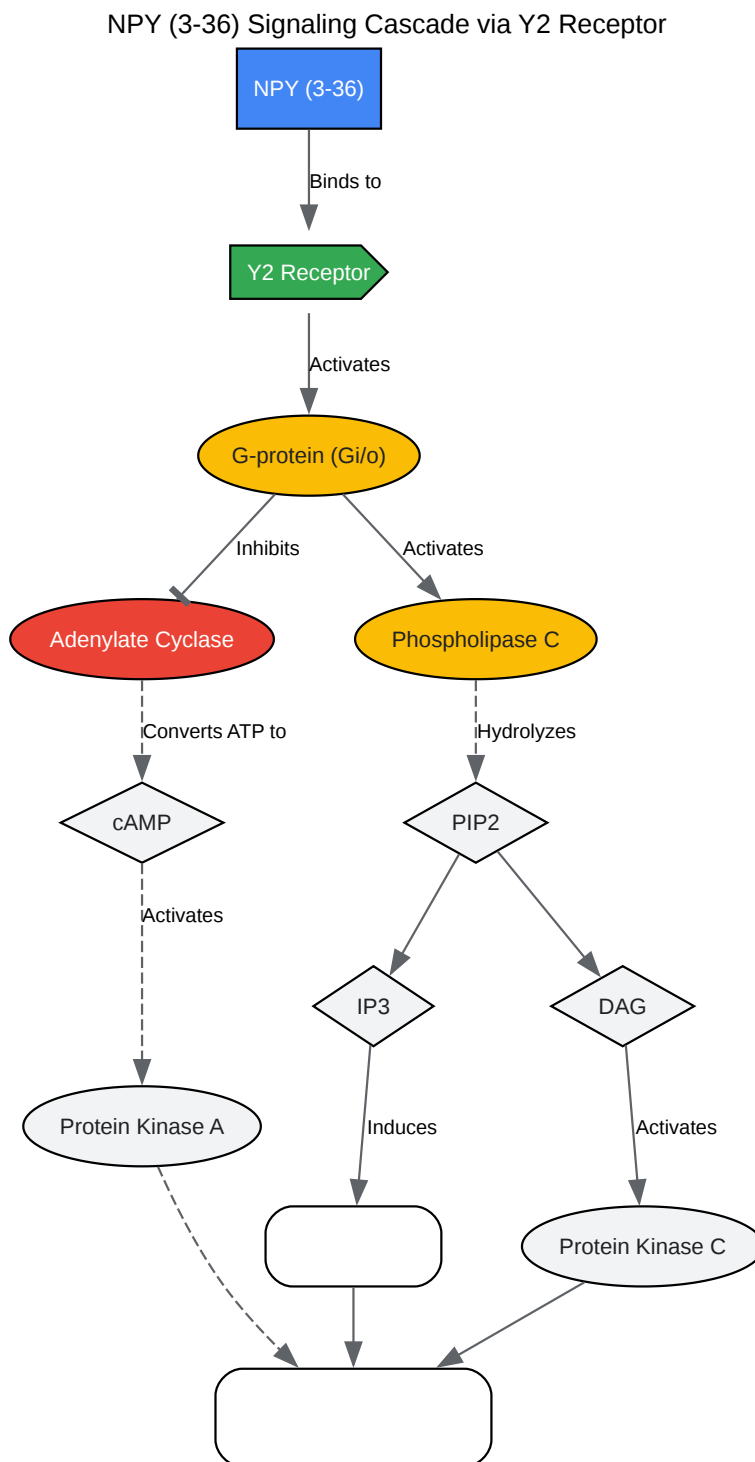 NPY (3-36) Signaling Cascade via Y2 Receptor
NPY (3-36)
Binds to
Y2 Receptor
Activates
G-protein (Gi/o)
Inhibits
Activates
Adenylate Cyclase
Phospholipase C
Converts ATP to
Hydrolyzes
cAMP
PIP2
Activates
IP3
DAG
Protein Kinase A
Induces
Activates
Protein Kinase C